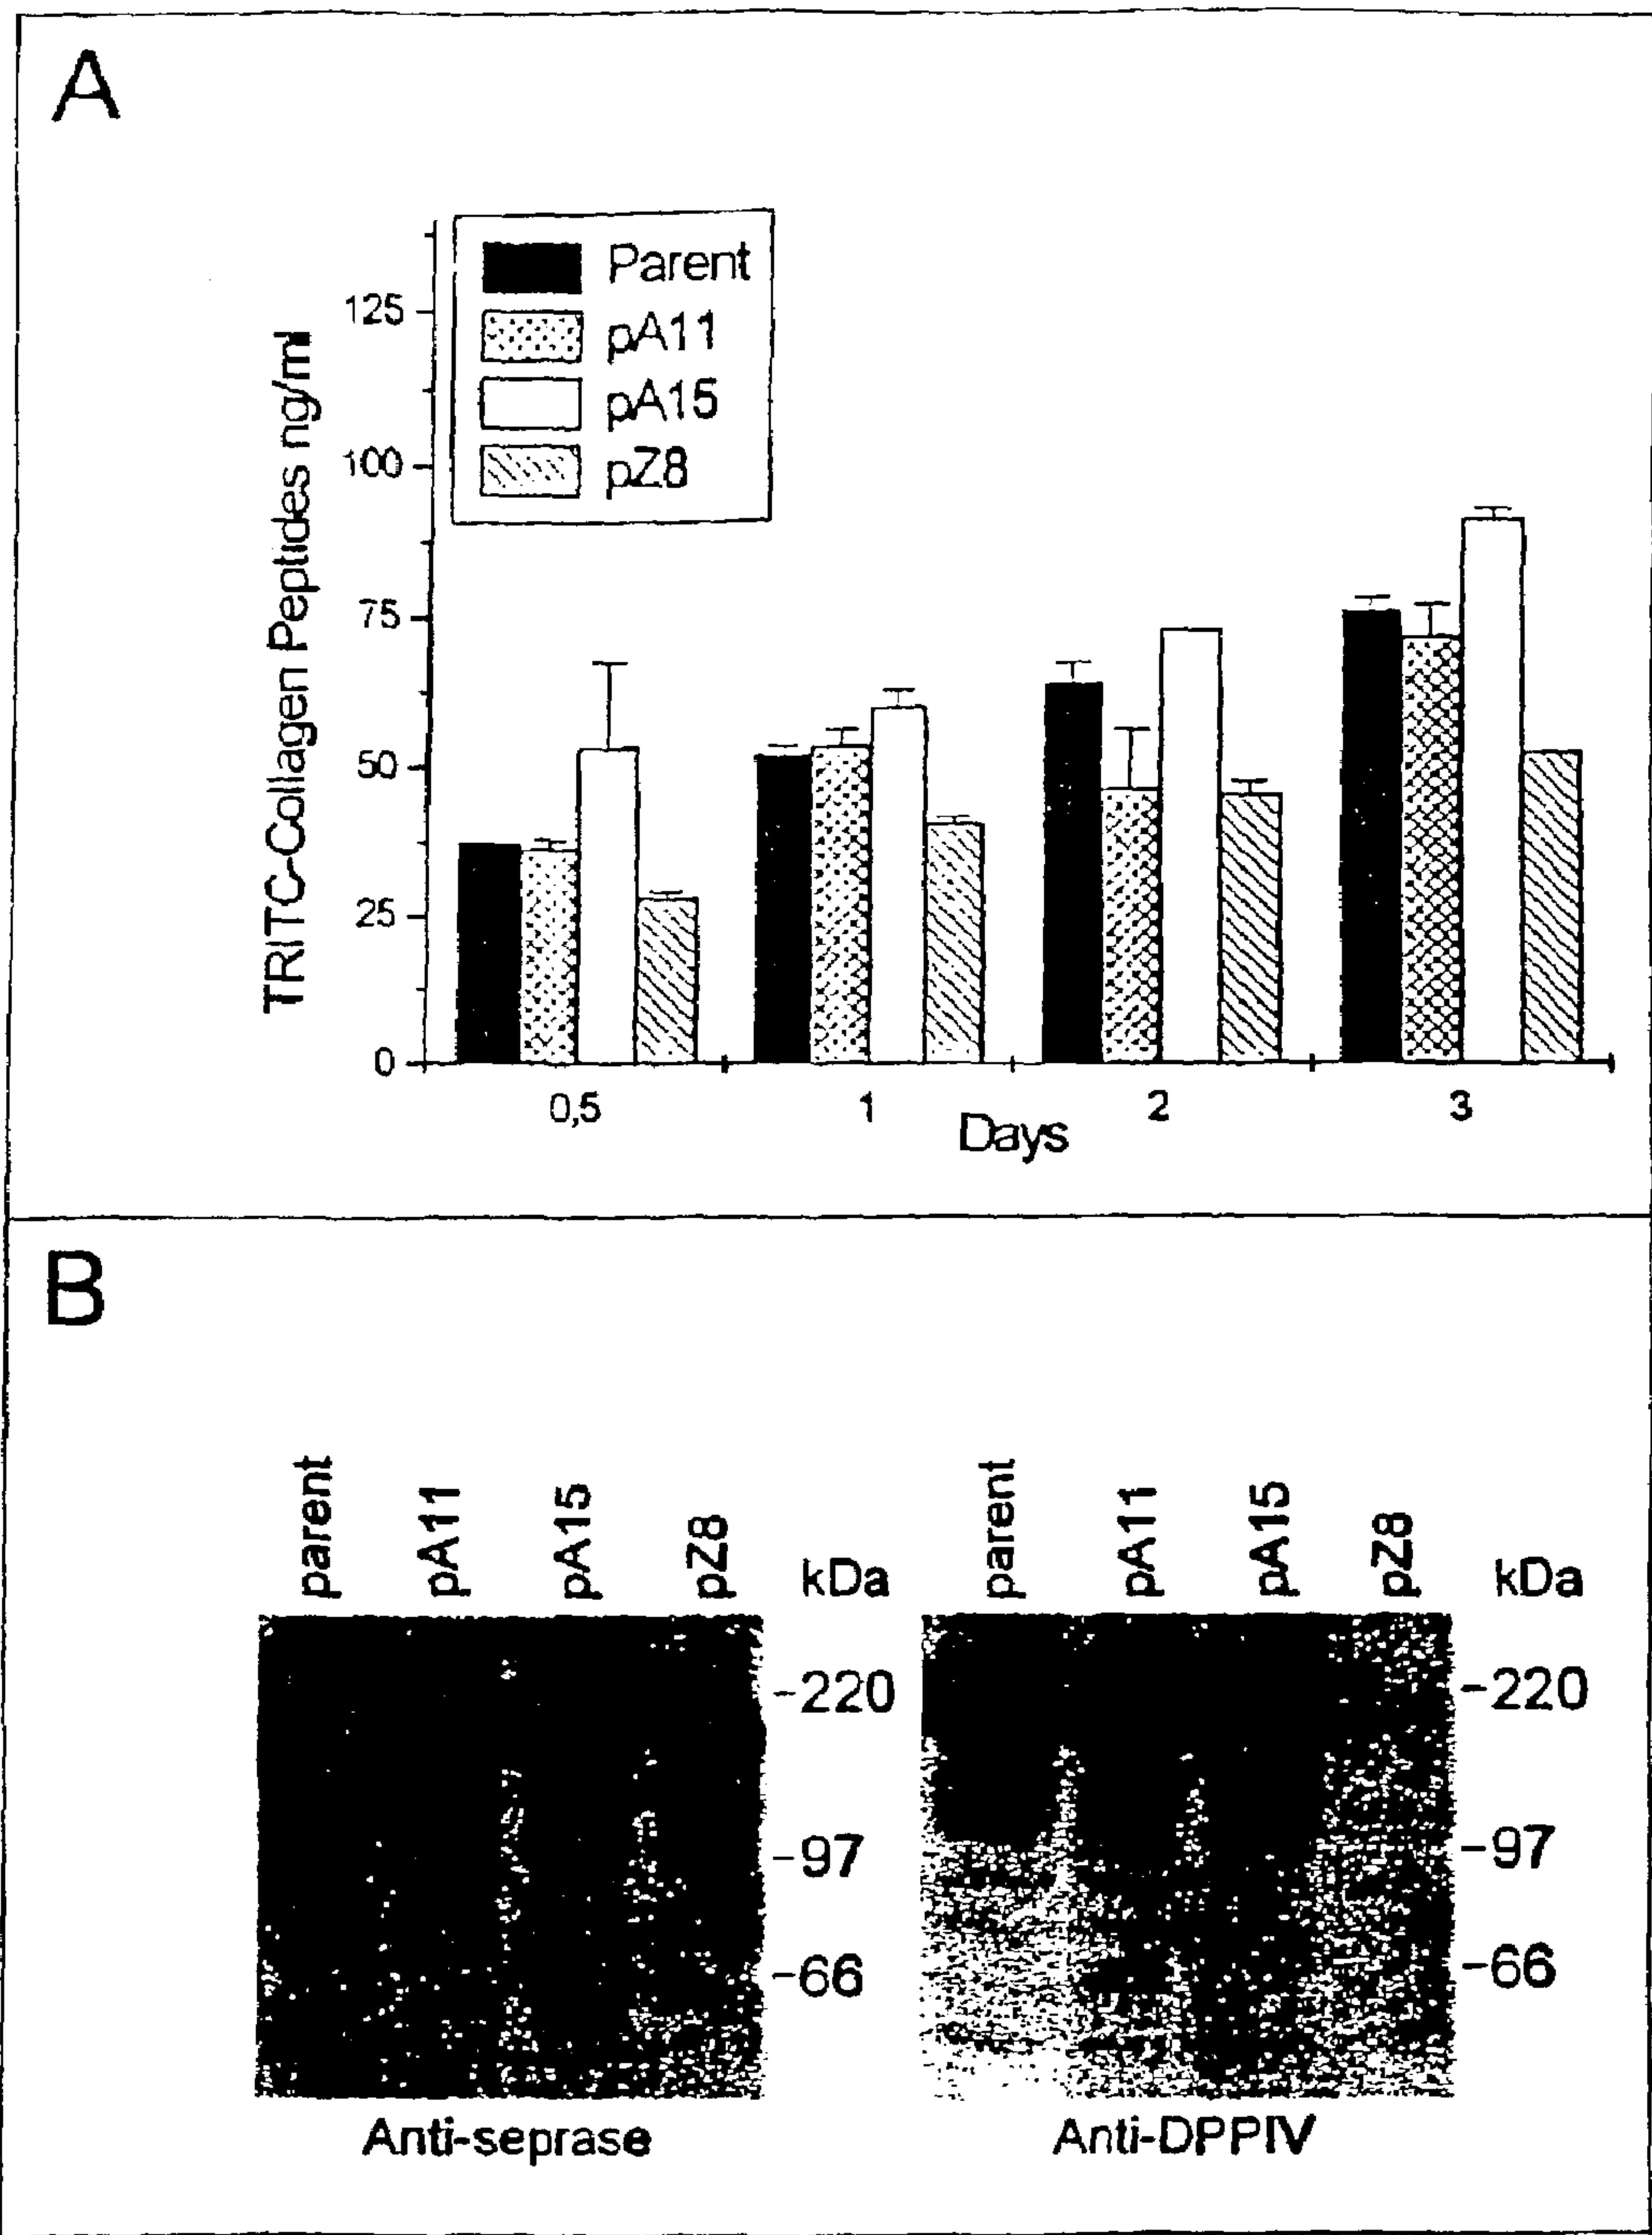 A
Parent
pA11
pA15
pZ8
TRITC-Collagen Peptides ng/ml
125
100
75
50
25
0
0,5 1 2 3
Days
B
parent pA11 pA15 pZ8 kDa
-220
-97
-66
Anti-seprase
parent pA11 pA15 pZ8 kDa
-220
-97
-66
Anti-DPPIV